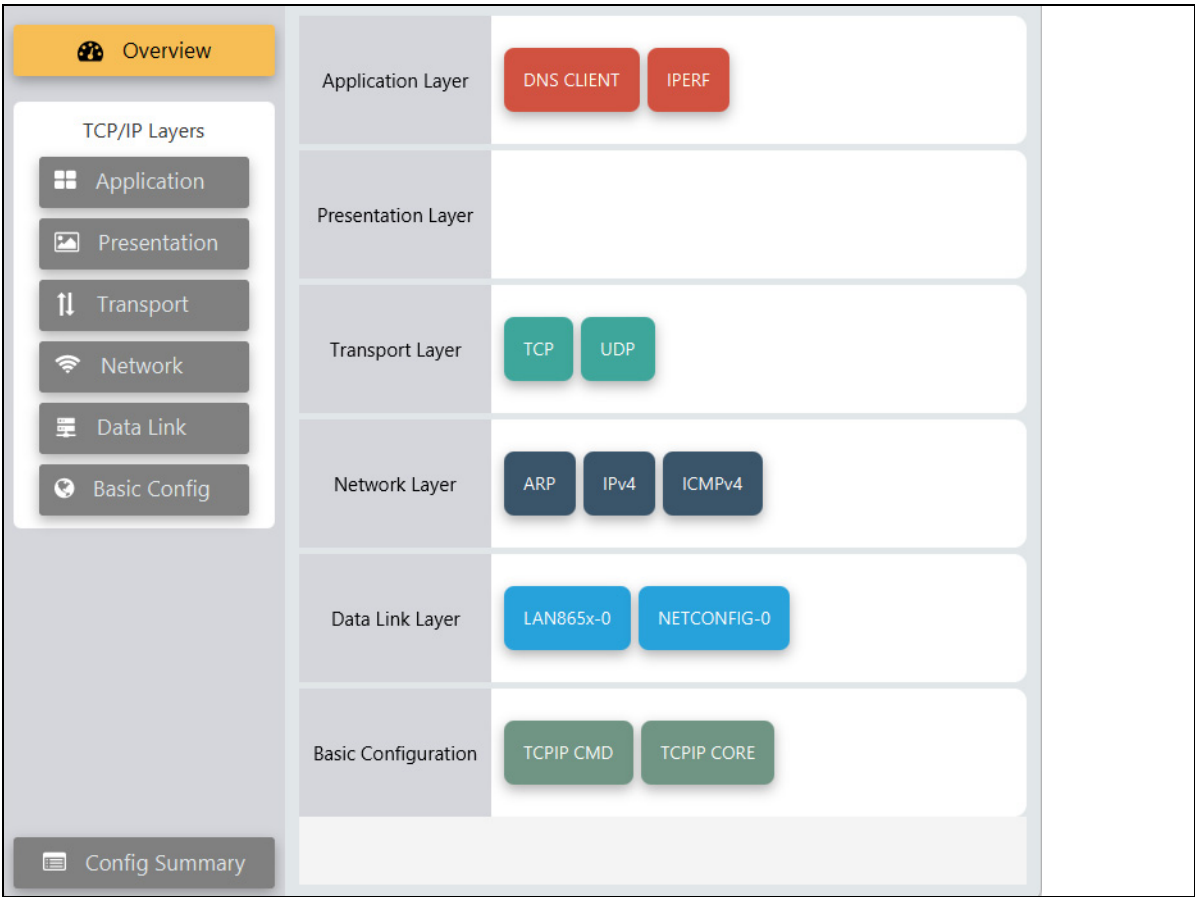 Overview
TCP/IP Layers
Application
Presentation
Transport
Network
Data Link
Basic Config
Config Summary
Application Layer
DNS CLIENT
IPERF
Presentation Layer
Transport Layer
TCP
UDP
Network Layer
ARP
IPv4
ICMPv4
Data Link Layer
LAN865x-0
NETCONFIG-0
Basic Configuration
TCPIP CMD
TCPIP CORE